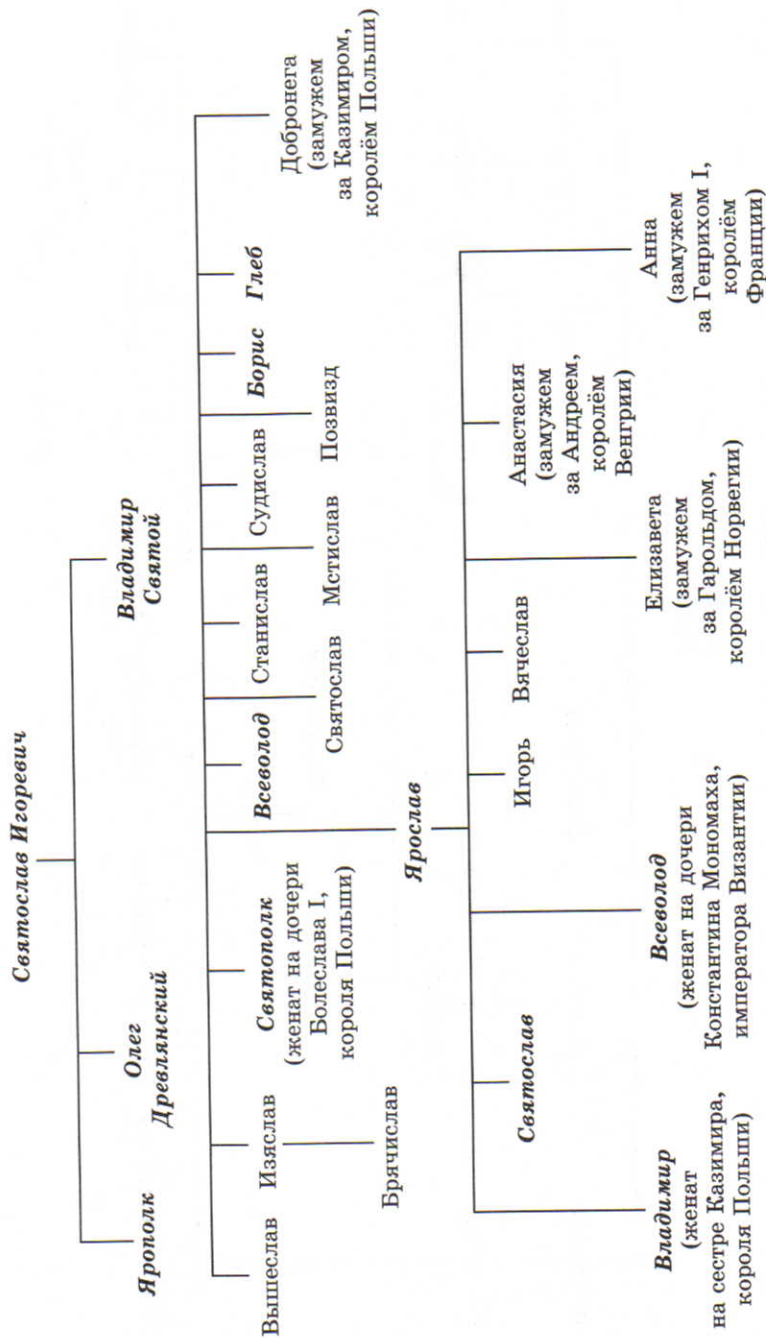 Святослав Игоревич
Ярополк
Олег
Древлянский
Владимир
Святой
Вышеслав
Изяслав
Брячислав
Святополк
(женат на дочери
Болеслава I,
короля Польши)
Ярослав
Всеволод
Святослав
Станислав
Мстислав
Судислав
Позвизд
Борис
Глеб
Добронега
(замужем
за Казимиром,
королём Польши)
Владимир
(женат
на сестре Казимира,
короля Польши)
Святослав
Всеволод
(женат на дочери
Константина Мономаха,
императора Византии)
Игорь
Вячеслав
Елизавета
(замужем
за Гарольдом,
королём Норвегии)
Анастасия
(замужем
за Андреем,
королём
Венгрии)
Анна
(замужем
за Генрихом I,
королём
Франции)